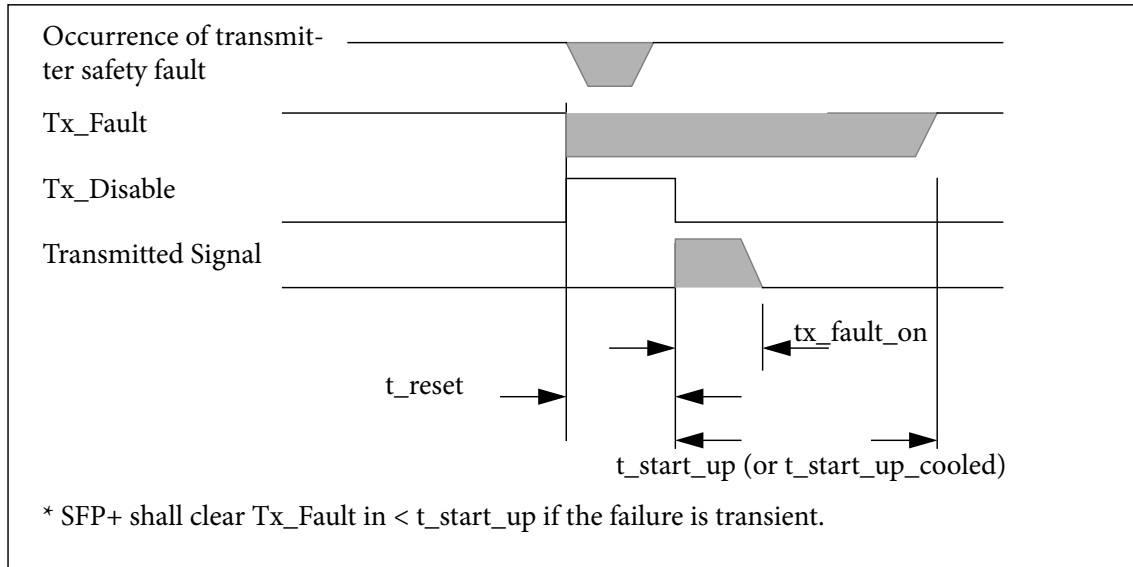 Occurrence of transmit-
ter safety fault
Tx_Fault
Tx_Disable
Transmitted Signal
tx_fault_on
t_reset
t_start_up (or t_start_up_cooled)
* SFP+ shall clear Tx_Fault in < t_start_up if the failure is transient.